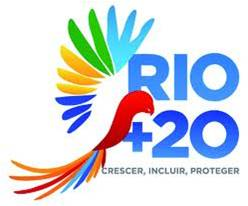 RIO
+20
CRESCER, INCLUIR, PROTEGER